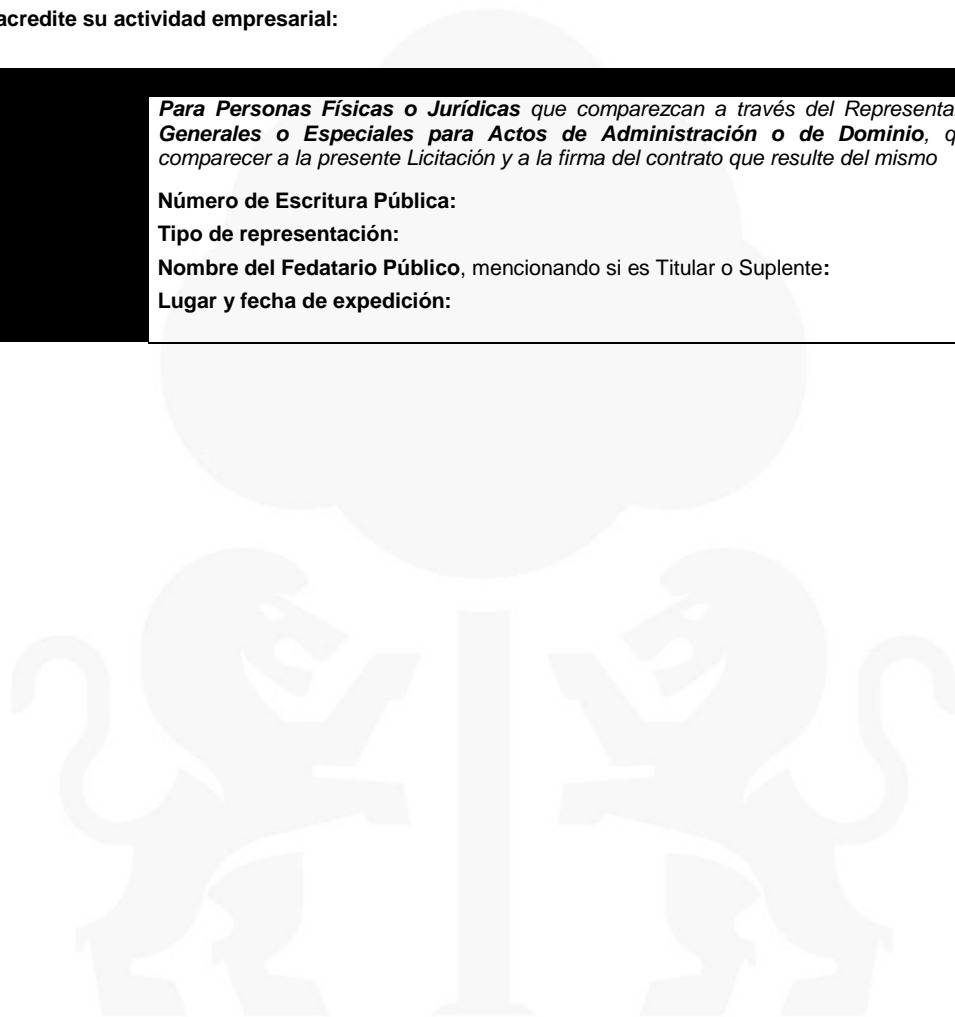 acredite su actividad empresarial:
Para Personas Físicas o Jurídicas que comparezcan a través del
Generales o Especiales para Actos de Administración o de Dominio,
comparecer a la presente Licitación y a la firma del contrato que resulte del mismo
Número de Escritura Pública:
Tipo de representación:
Nombre del Fedatario Público, mencionando si es Titular o Suplente:
Lugar y fecha de expedición: